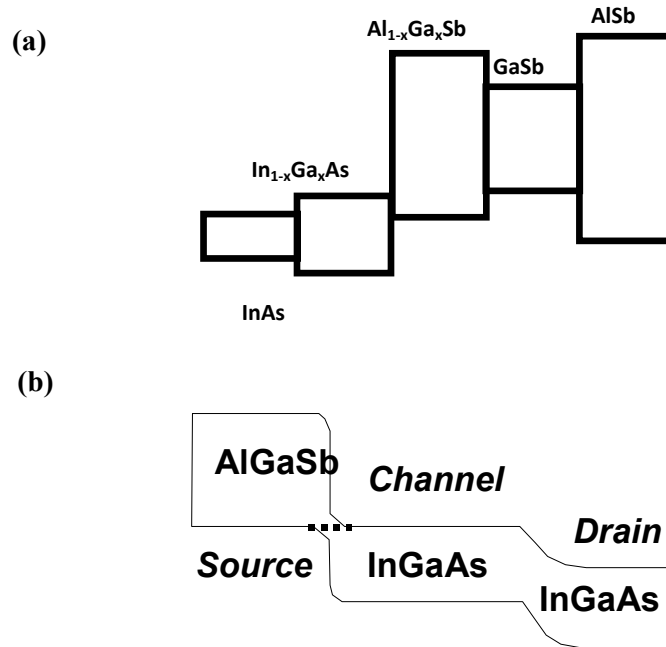 (a)
AlSb
Al₁₋ₓGaₓSb
GaSb
In₁₋ₓGaₓAs
InAs
(b)
AlGaSb
Channel
Drain
Source
InGaAs
InGaAs